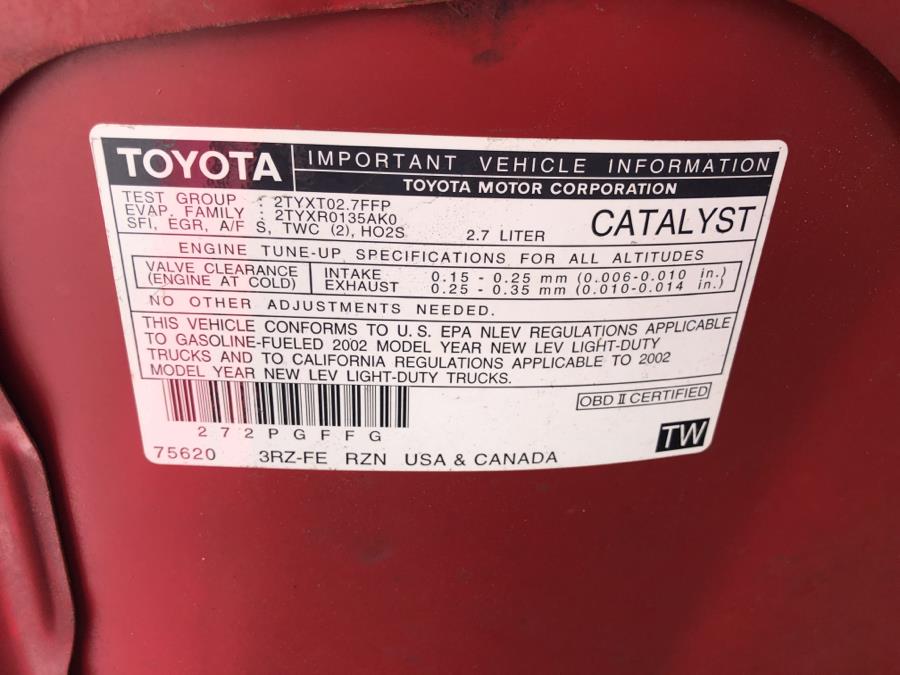 TOYOTA
IMPORTANT VEHICLE INFORMATION
TOYOTA MOTOR CORPORATION
TEST GROUP : 2TYXT02.7FFP
EVAP. FAMILY : 2TYXR0135AK0
SFI, EGR, A/F S, TWC (2), HO2S 2.7 LITER
CATALYST
ENGINE TUNE-UP SPECIFICATIONS FOR ALL ALTITUDES
VALVE CLEARANCE
(ENGINE AT COLD)
INTAKE 0.15 - 0.25 mm (0.006-0.010 in.)
EXHAUST 0.25 - 0.35 mm (0.010-0.014 in.)
NO OTHER ADJUSTMENTS NEEDED.
THIS VEHICLE CONFORMS TO U.S. EPA NLEV REGULATIONS APPLICABLE
TO GASOLINE-FUELED 2002 MODEL YEAR NEW LEV LIGHT-DUTY
TRUCKS AND TO CALIFORNIA REGULATIONS APPLICABLE TO 2002
MODEL YEAR NEW LEV LIGHT-DUTY TRUCKS.
OBD II CERTIFIED
272PGFFG
TW
75620 3RZ-FE RZN USA & CANADA